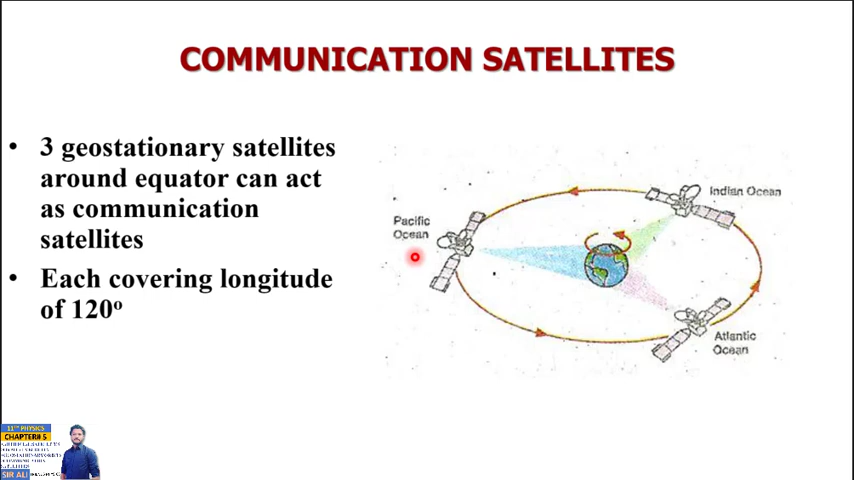 COMMUNICATION SATELLITES
• 3 geostationary satellites
around equator can act
as communication
satellites
• Each covering longitude
of 120º
Pacific
Ocean
Indian Ocean
Atlantic
Ocean
11TH PHYSICS
CHAPTER# 5
SIR ALI